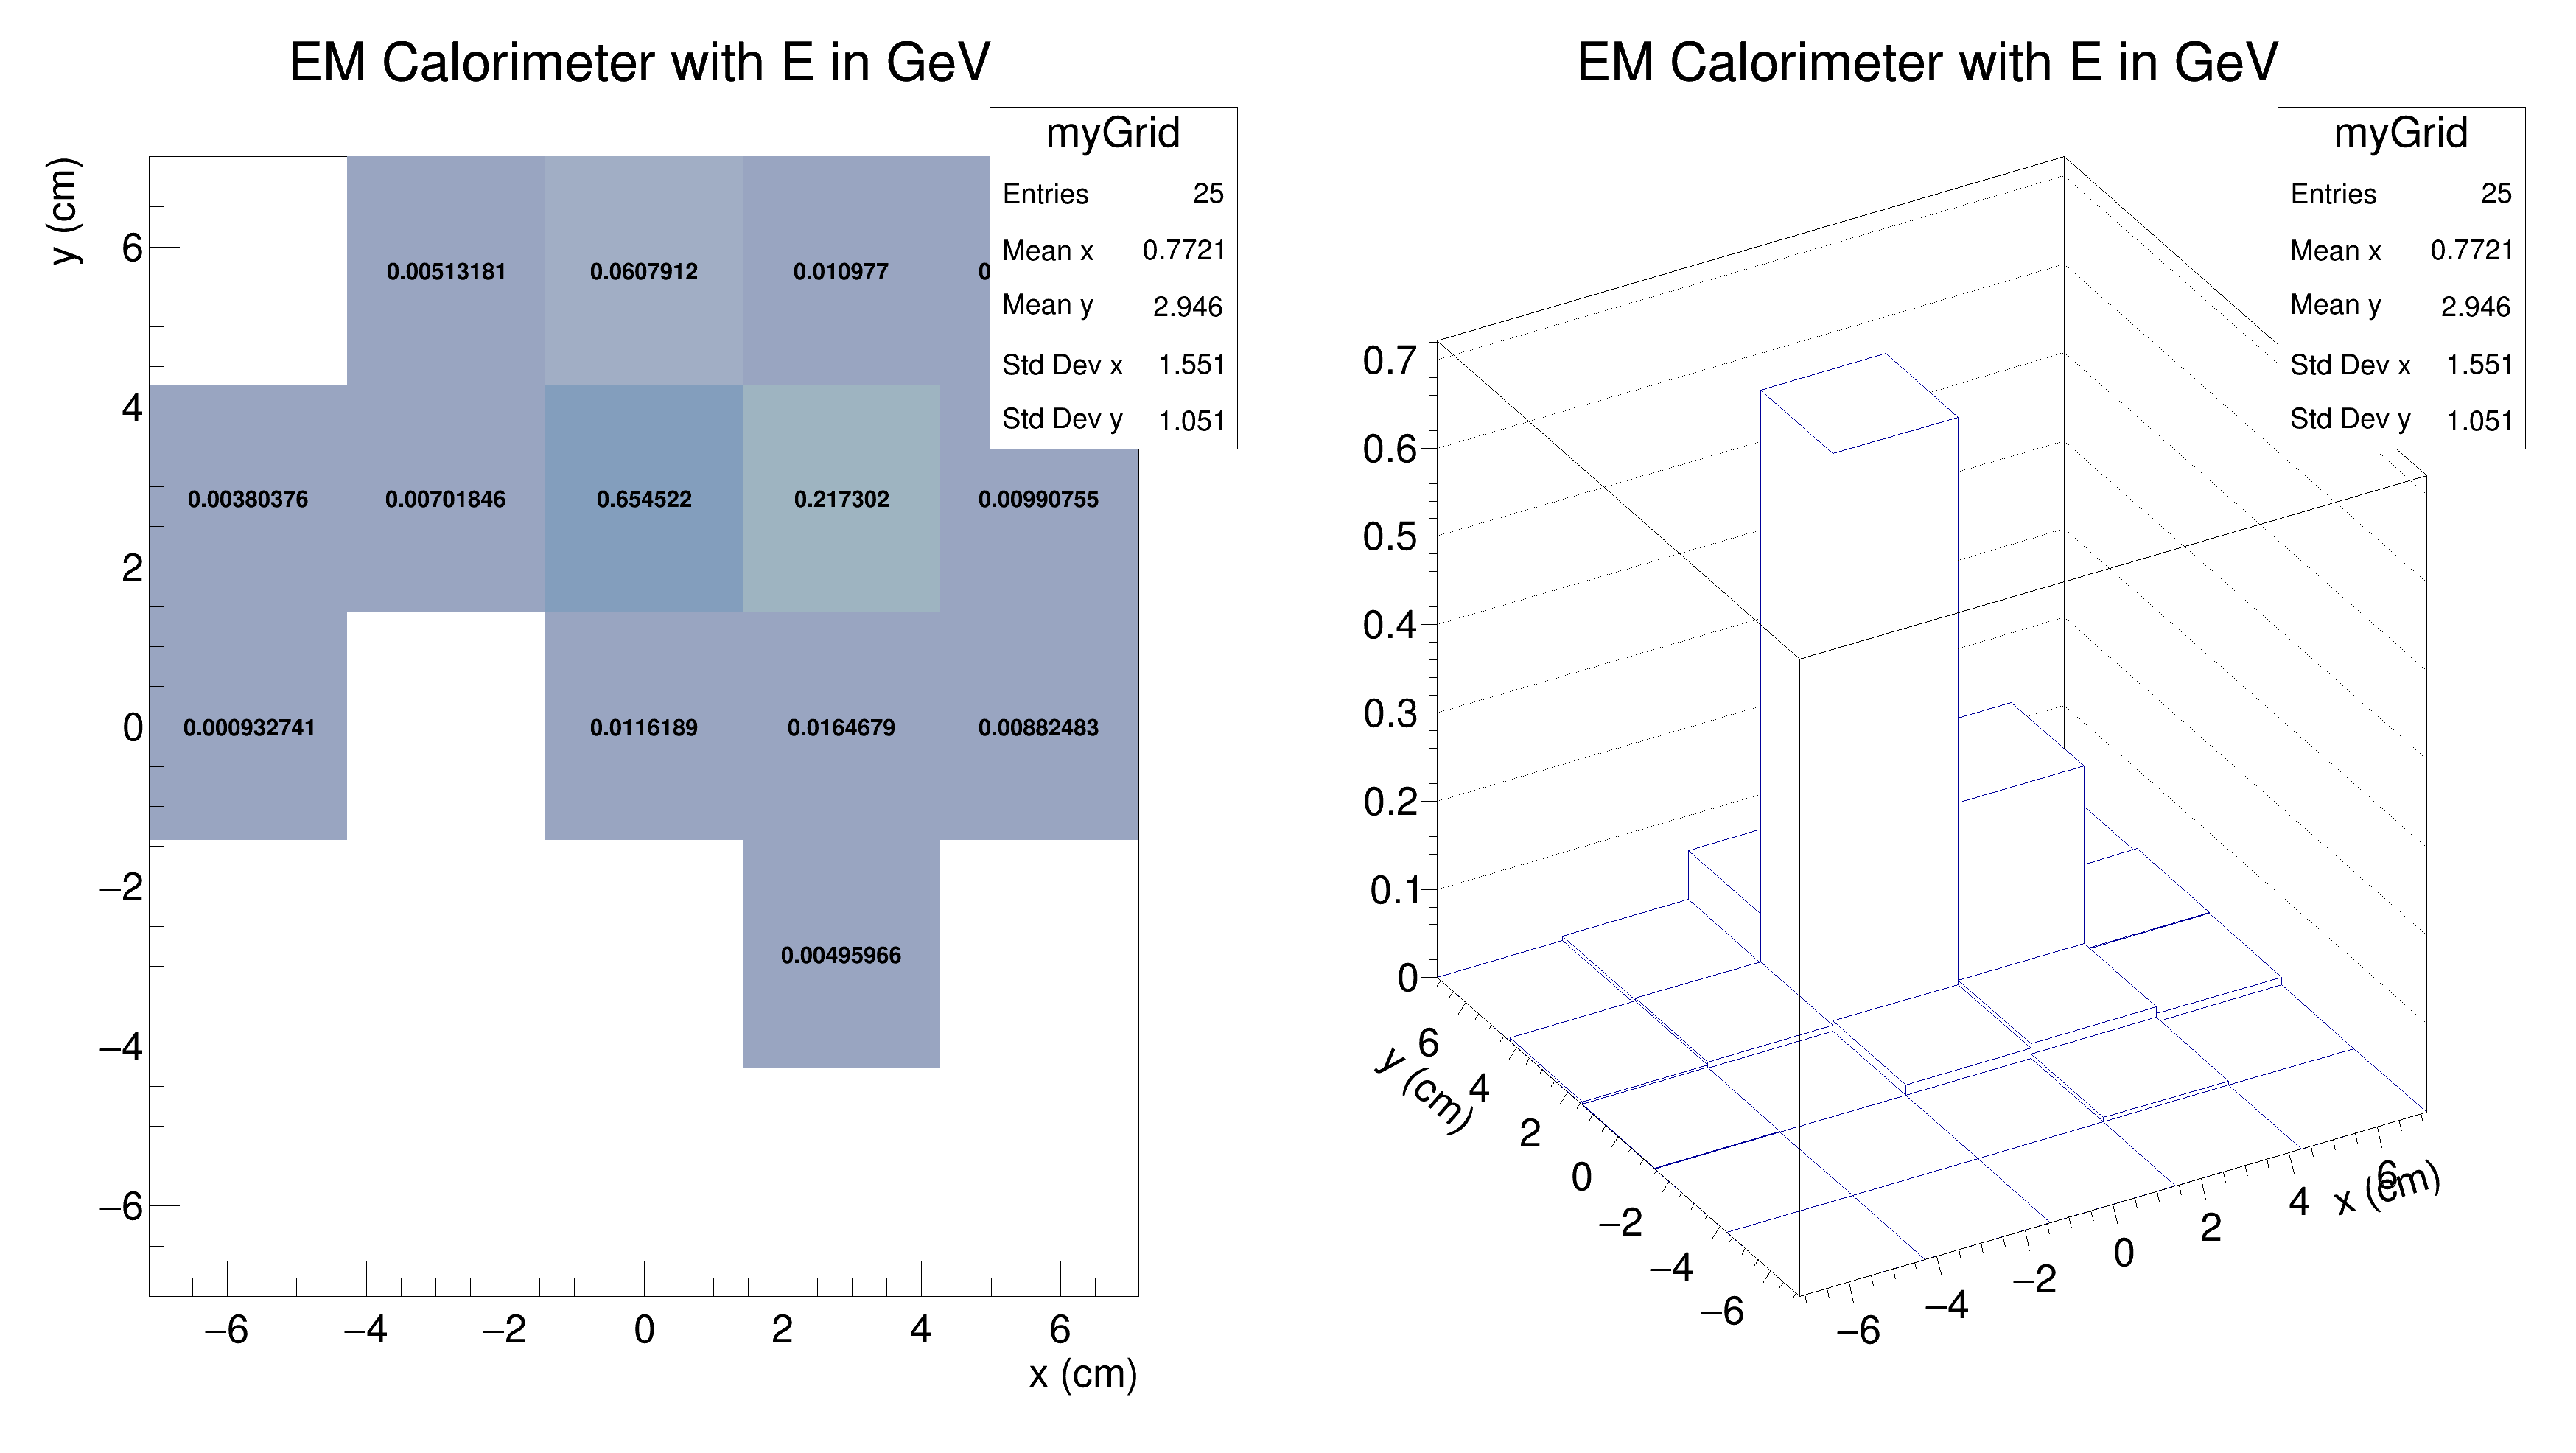 EM Calorimeter with E in GeV
myGrid
Entries 25
Mean x 0.7721
Mean y 2.946
Std Dev x 1.551
Std Dev y 1.051
y (cm)
6
4
2
0
−2
−4
−6
0.00513181 0.0607912 0.010977
0.00380376 0.00701846 0.654522 0.217302 0.00990755
0.000932741 0.0116189 0.0164679 0.00882483
0.00495966
−6 −4 −2 0 2 4 6
x (cm)
EM Calorimeter with E in GeV
myGrid
Entries 25
Mean x 0.7721
Mean y 2.946
Std Dev x 1.551
Std Dev y 1.051
0.7
0.6
0.5
0.4
0.3
0.2
0.1
0
y (cm)
6
4
2
0
−2
−4
−6
−6 −4 −2 0 2 4 6
x (cm)